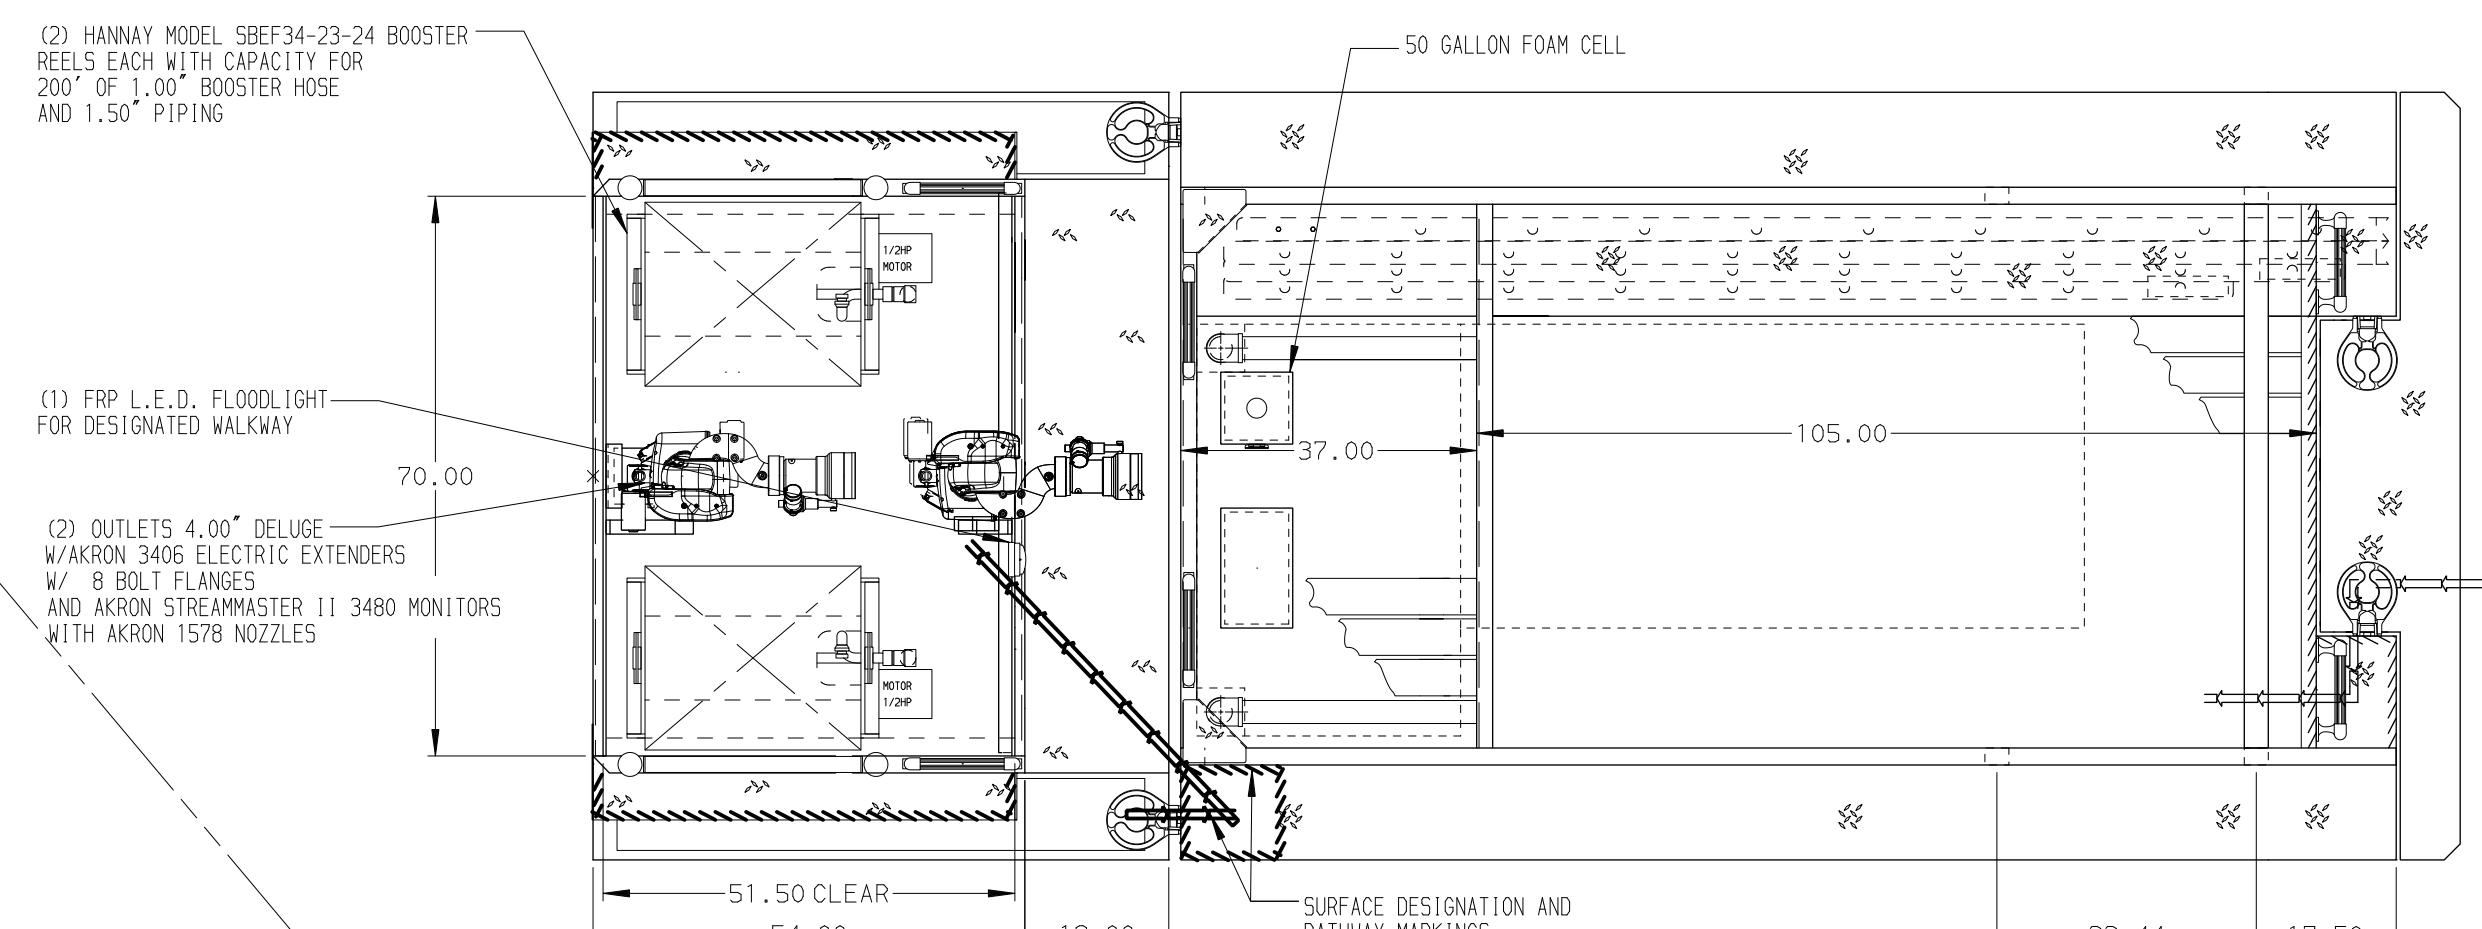 (2) HANNAY MODEL SBEF34-23-24 BOOSTER
REELS EACH WITH CAPACITY FOR
200' OF 1.00" BOOSTER HOSE
AND 1.50" PIPING
50 GALLON FOAM CELL
1/2HP
MOTOR
(1) FRP L.E.D. FLOODLIGHT
FOR DESIGNATED WALKWAY
70.00
37.00
105.00
(2) OUTLETS 4.00" DELUGE
W/AKRON 3406 ELECTRIC EXTENDERS
W/ 8 BOLT FLANGES
AND AKRON STREAMMASTER II 3480 MONITORS
WITH AKRON 1578 NOZZLES
MOTOR
1/2HP
51.50 CLEAR
SURFACE DESIGNATION AND
PATHWAY MARKINGS